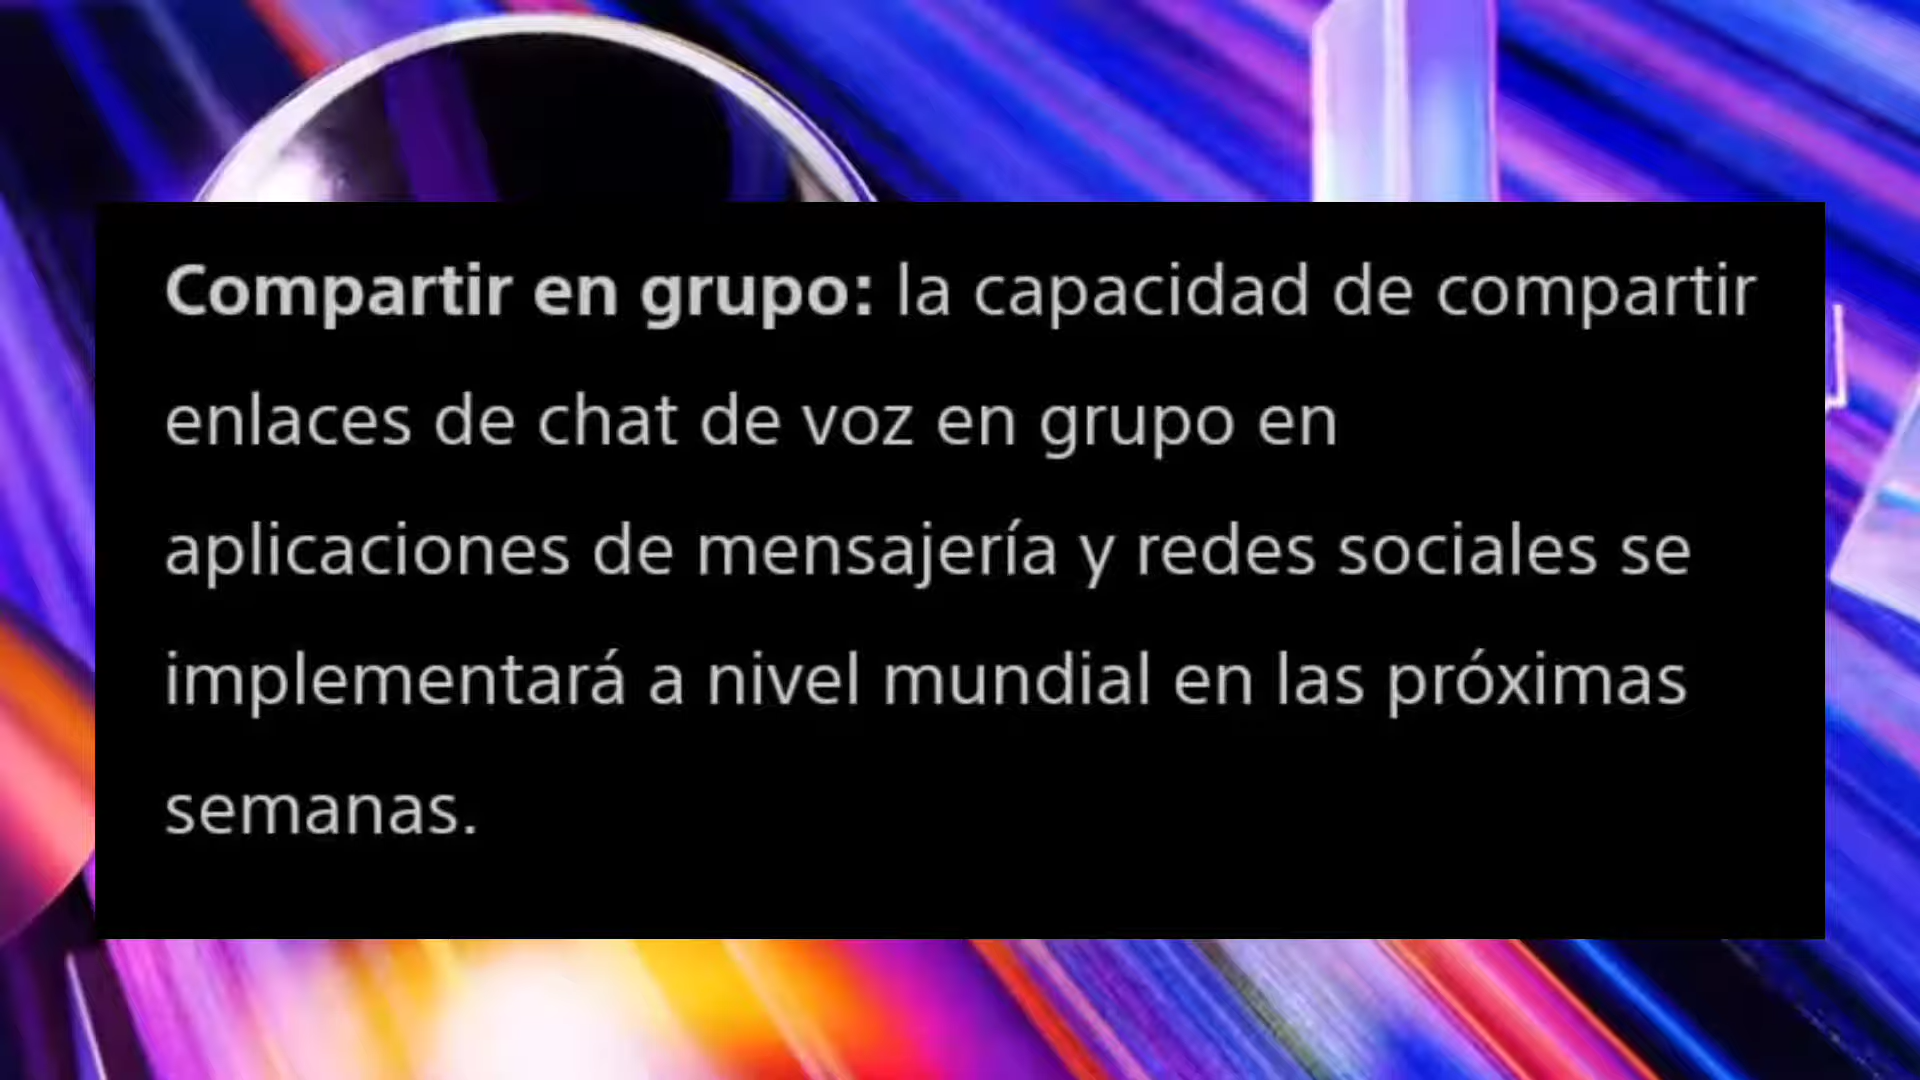 Compartir en grupo: la capacidad de compartir
enlaces de chat de voz en grupo en
aplicaciones de mensajería y redes sociales se
implementará a nivel mundial en las próximas
semanas.